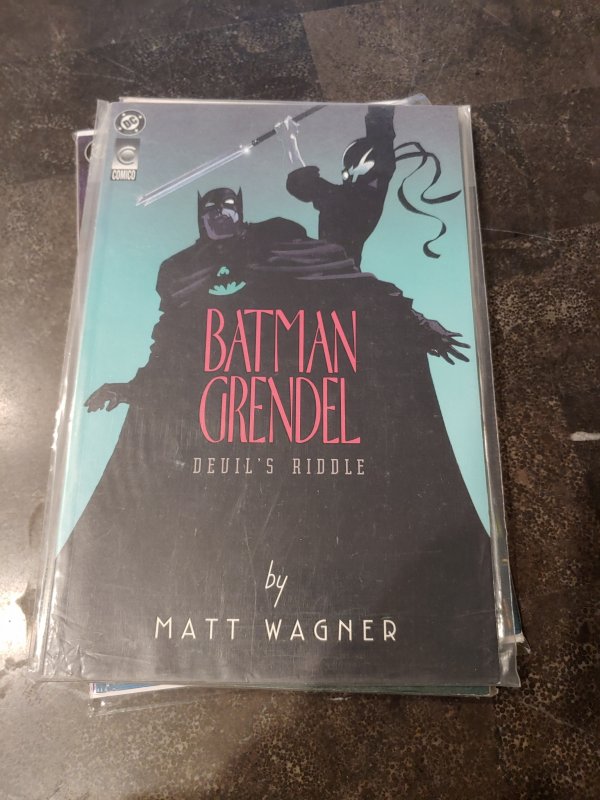 DC
COMICO
BATMAN
GRENDEL
DEVIL'S RIDDLE
by
MATT WAGNER